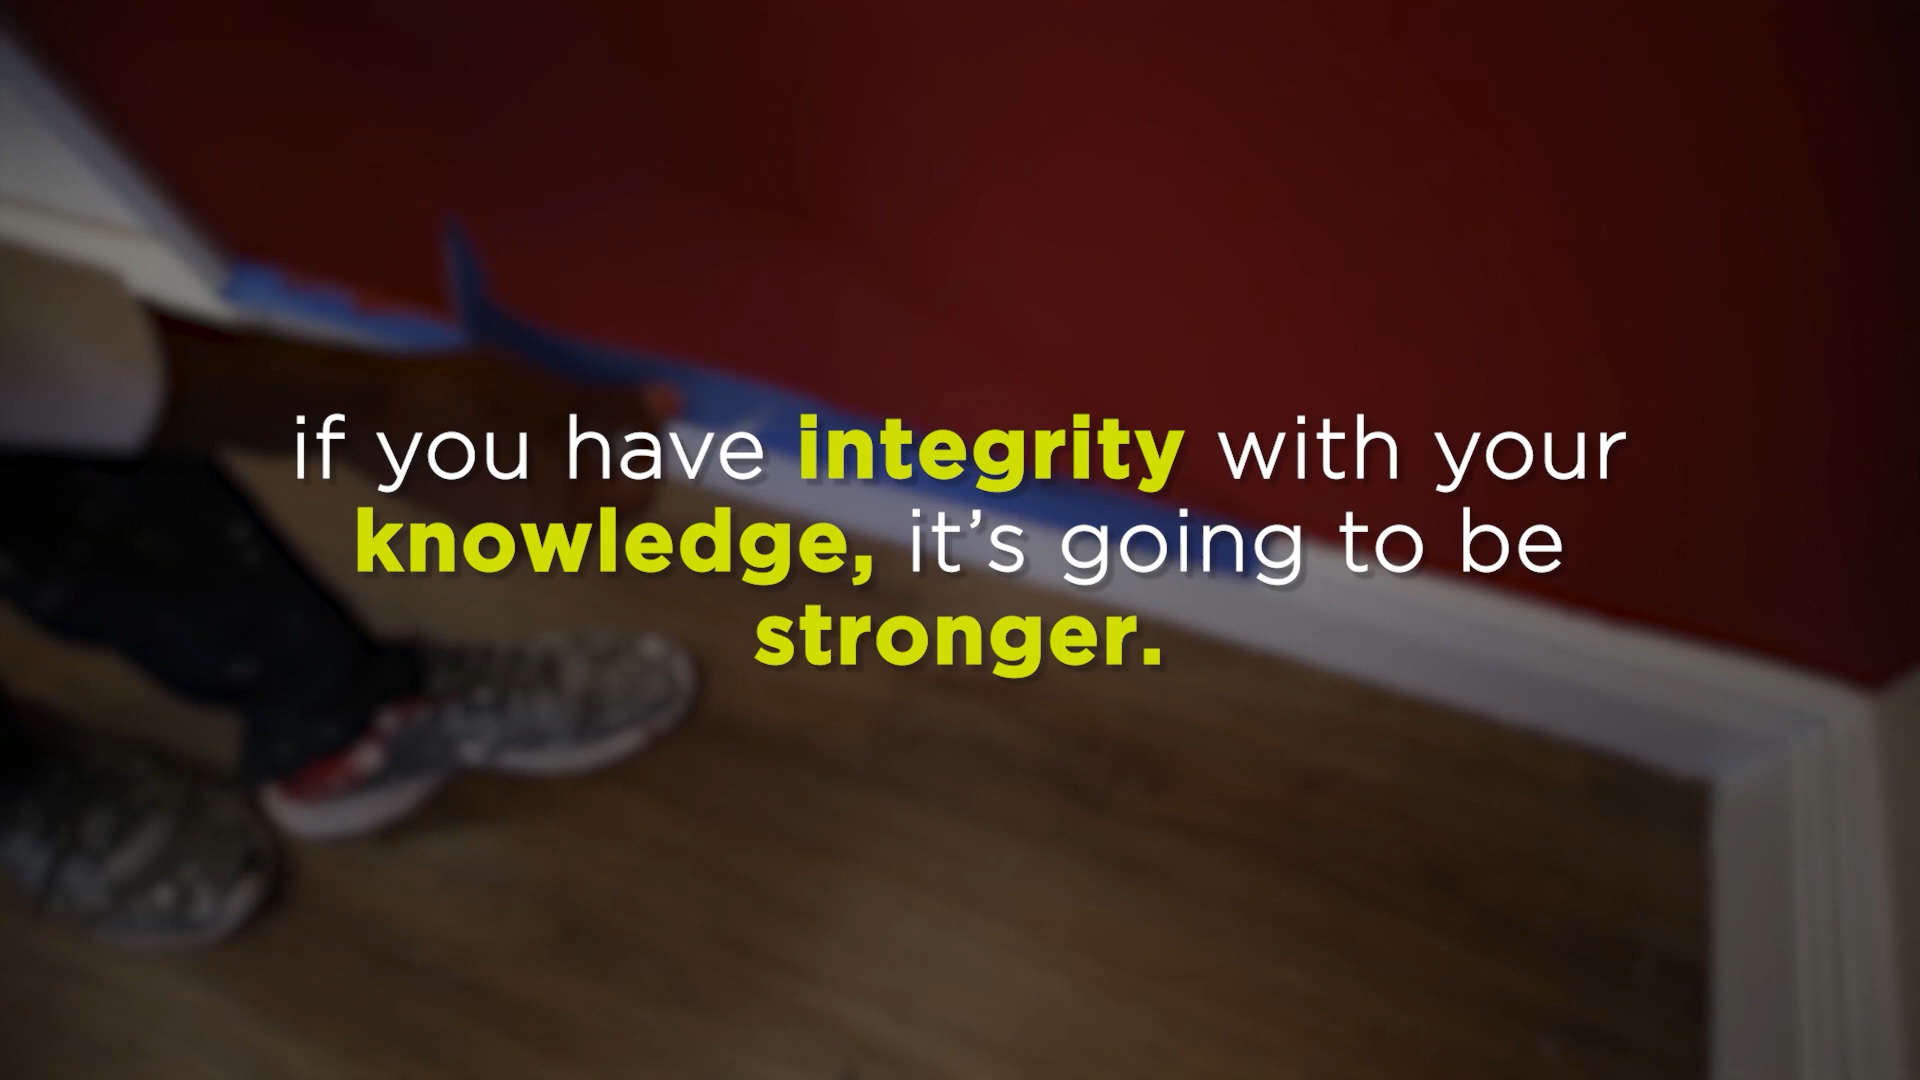 if you have integrity with your
knowledge, it’s going to be
stronger.